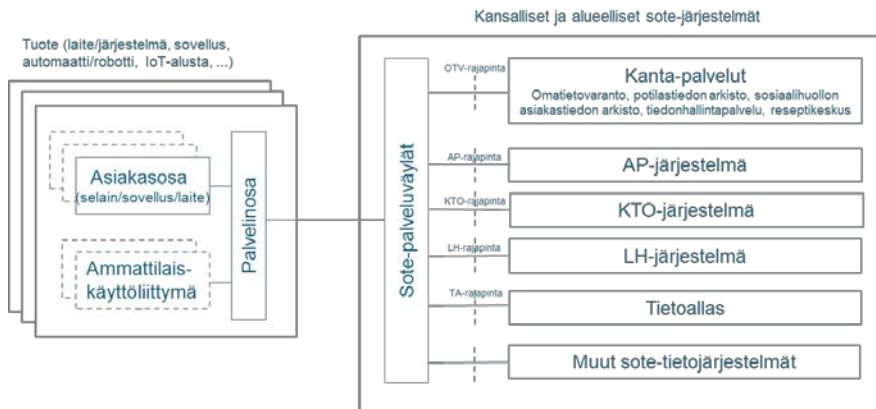 Kansalliset ja alueelliset sote-järjestelmät
Tuote (laite/järjestelmä, sovellus,
automaatti/robotti, IoT-alusta, ...)
Asiakasosa
(selain/sovellus/laite)
Ammattilais-
käyttöliittymä
Palvelinosa
Sote-palveluväylät
OTV-rajapinta
Kanta-palvelut
Omatietovaranto, potilastiedon arkisto, sosiaalihuollon
asiakastiedon arkisto, tiedonhallintapalvelu, reseptikeskus
AP-rajapinta
AP-järjestelmä
KTO-rajapinta
KTO-järjestelmä
LH-rajapinta
LH-järjestelmä
TA-rajapinta
Tietoallas
Muut sote-tietojärjestelmät